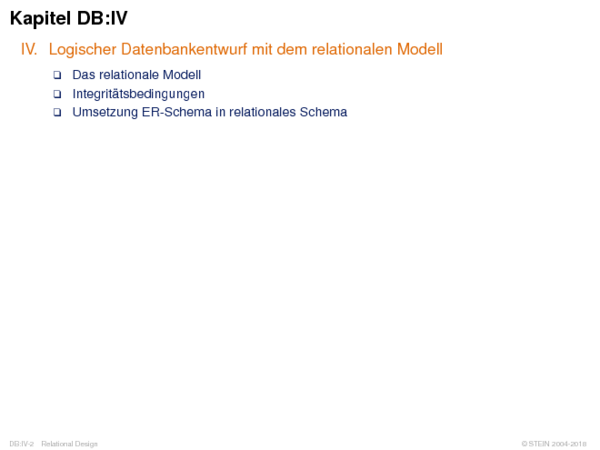 Kapitel DB:IV
IV. Logischer Datenbankentwurf mit dem relationalen Modell
❑ Das relationale Modell
❑ Integritätsbedingungen
❑ Umsetzung ER-Schema in relationales Schema
DB:IV-2 Relational Design © STEIN 2004-2018